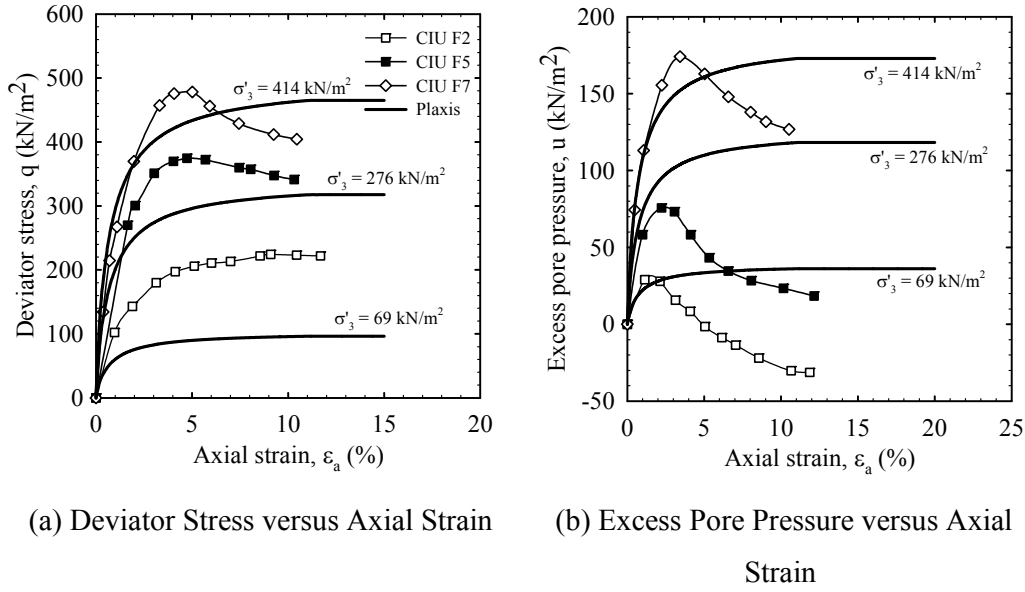 600
500
400
300
200
100
0
0
5
10
15
20
Deviator stress, q (kN/m²)
Axial strain, εa (%)
CIU F2
CIU F5
CIU F7
Plaxis
σ'3 = 414 kN/m²
σ'3 = 276 kN/m²
σ'3 = 69 kN/m²
200
150
100
50
0
-50
0
5
10
15
20
25
Excess pore pressure, u (kN/m²)
Axial strain, εa (%)
σ'3 = 414 kN/m²
σ'3 = 276 kN/m²
σ'3 = 69 kN/m²
(a) Deviator Stress versus Axial Strain
(b) Excess Pore Pressure versus Axial
Strain